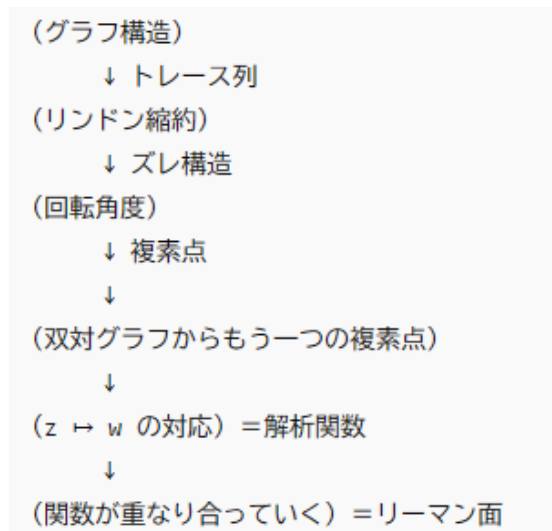 (グラフ構造)
↓ トレース列
(リンドン縮約)
↓ ズレ構造
(回転角度)
↓ 複素点
↓
(双対グラフからもう一つの複素点)
↓
(z ↦ w の対応)=解析関数
↓
(関数が重なり合っていく)=リーマン面